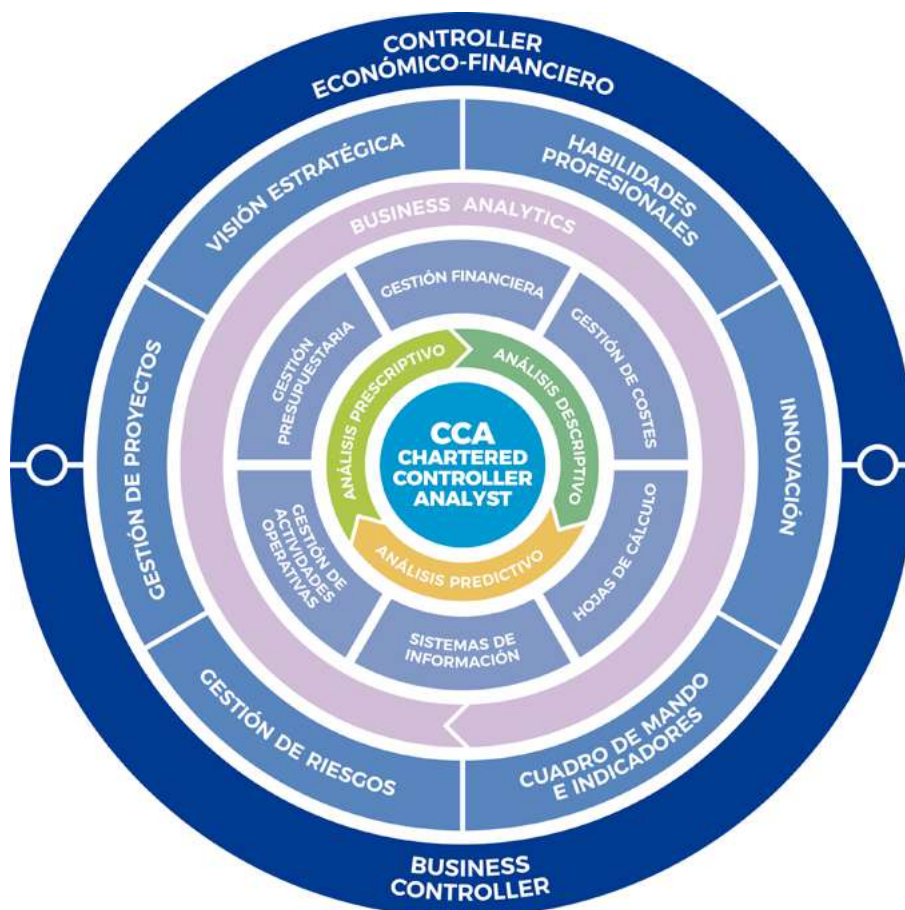 CONTROLLER
ECONÓMICO-FINANCIERO
VISIÓN ESTRATÉGICA
HABILIDADES
PROFESIONALES
BUSINESS ANALYTICS
GESTIÓN FINANCIERA
GESTIÓN
PRESUPUESTARIA
GESTIÓN DE COSTES
ANÁLISIS PRESCRIPTIVO
ANÁLISIS DESCRIPTIVO
GESTIÓN DE PROYECTOS
CCA
CHARTERED
CONTROLLER
ANALYST
INNOVACIÓN
ANÁLISIS PREDICTIVO
GESTIÓN DE
ACTIVIDADES
OPERATIVAS
HOJAS DE CÁLCULO
SISTEMAS DE
INFORMACIÓN
GESTIÓN DE RIESGOS
CUADRO DE MANDO
E INDICADORES
BUSINESS
CONTROLLER